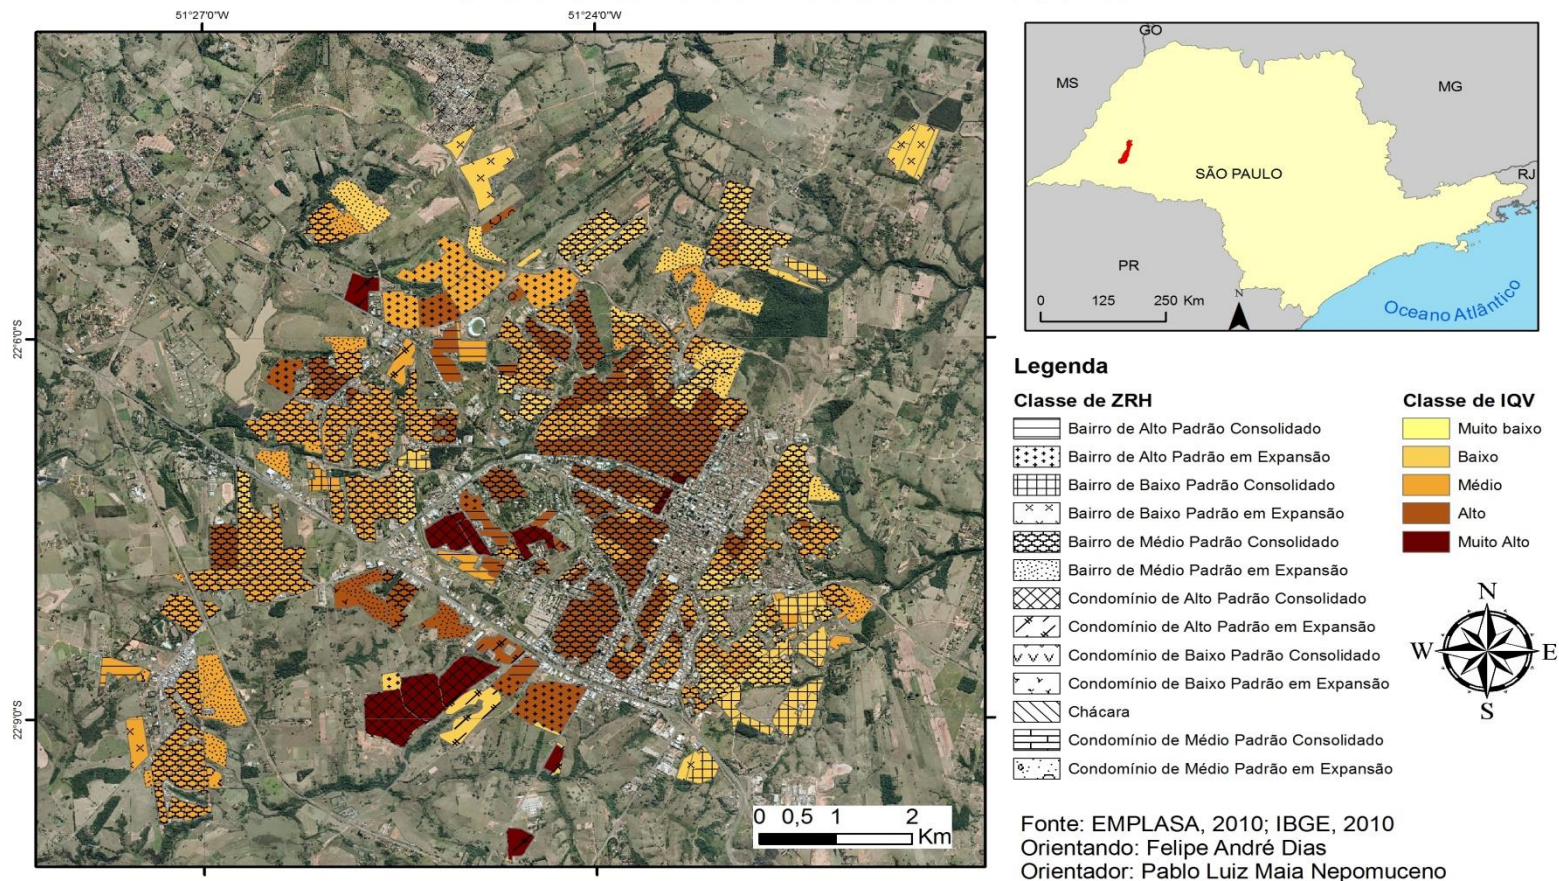 51°27'0"W
51°24'0"W
22°6'0"S
22°9'0"S
0 0,5 1 2
Km
GO
MS
MG
SÃO PAULO
RJ
PR
0 125 250 Km
N
Oceano Atlântico
Legenda
Classe de ZRH
Bairro de Alto Padrão Consolidado
Bairro de Alto Padrão em Expansão
Bairro de Baixo Padrão Consolidado
Bairro de Baixo Padrão em Expansão
Bairro de Médio Padrão Consolidado
Bairro de Médio Padrão em Expansão
Condomínio de Alto Padrão Consolidado
Condomínio de Alto Padrão em Expansão
Condomínio de Baixo Padrão Consolidado
Condomínio de Baixo Padrão em Expansão
Chácara
Condomínio de Médio Padrão Consolidado
Condomínio de Médio Padrão em Expansão
Classe de IQV
Muito baixo
Baixo
Médio
Alto
Muito Alto
N
W E
S
Fonte: EMPLASA, 2010; IBGE, 2010
Orientando: Felipe André Dias
Orientador: Pablo Luiz Maia Nepomuceno